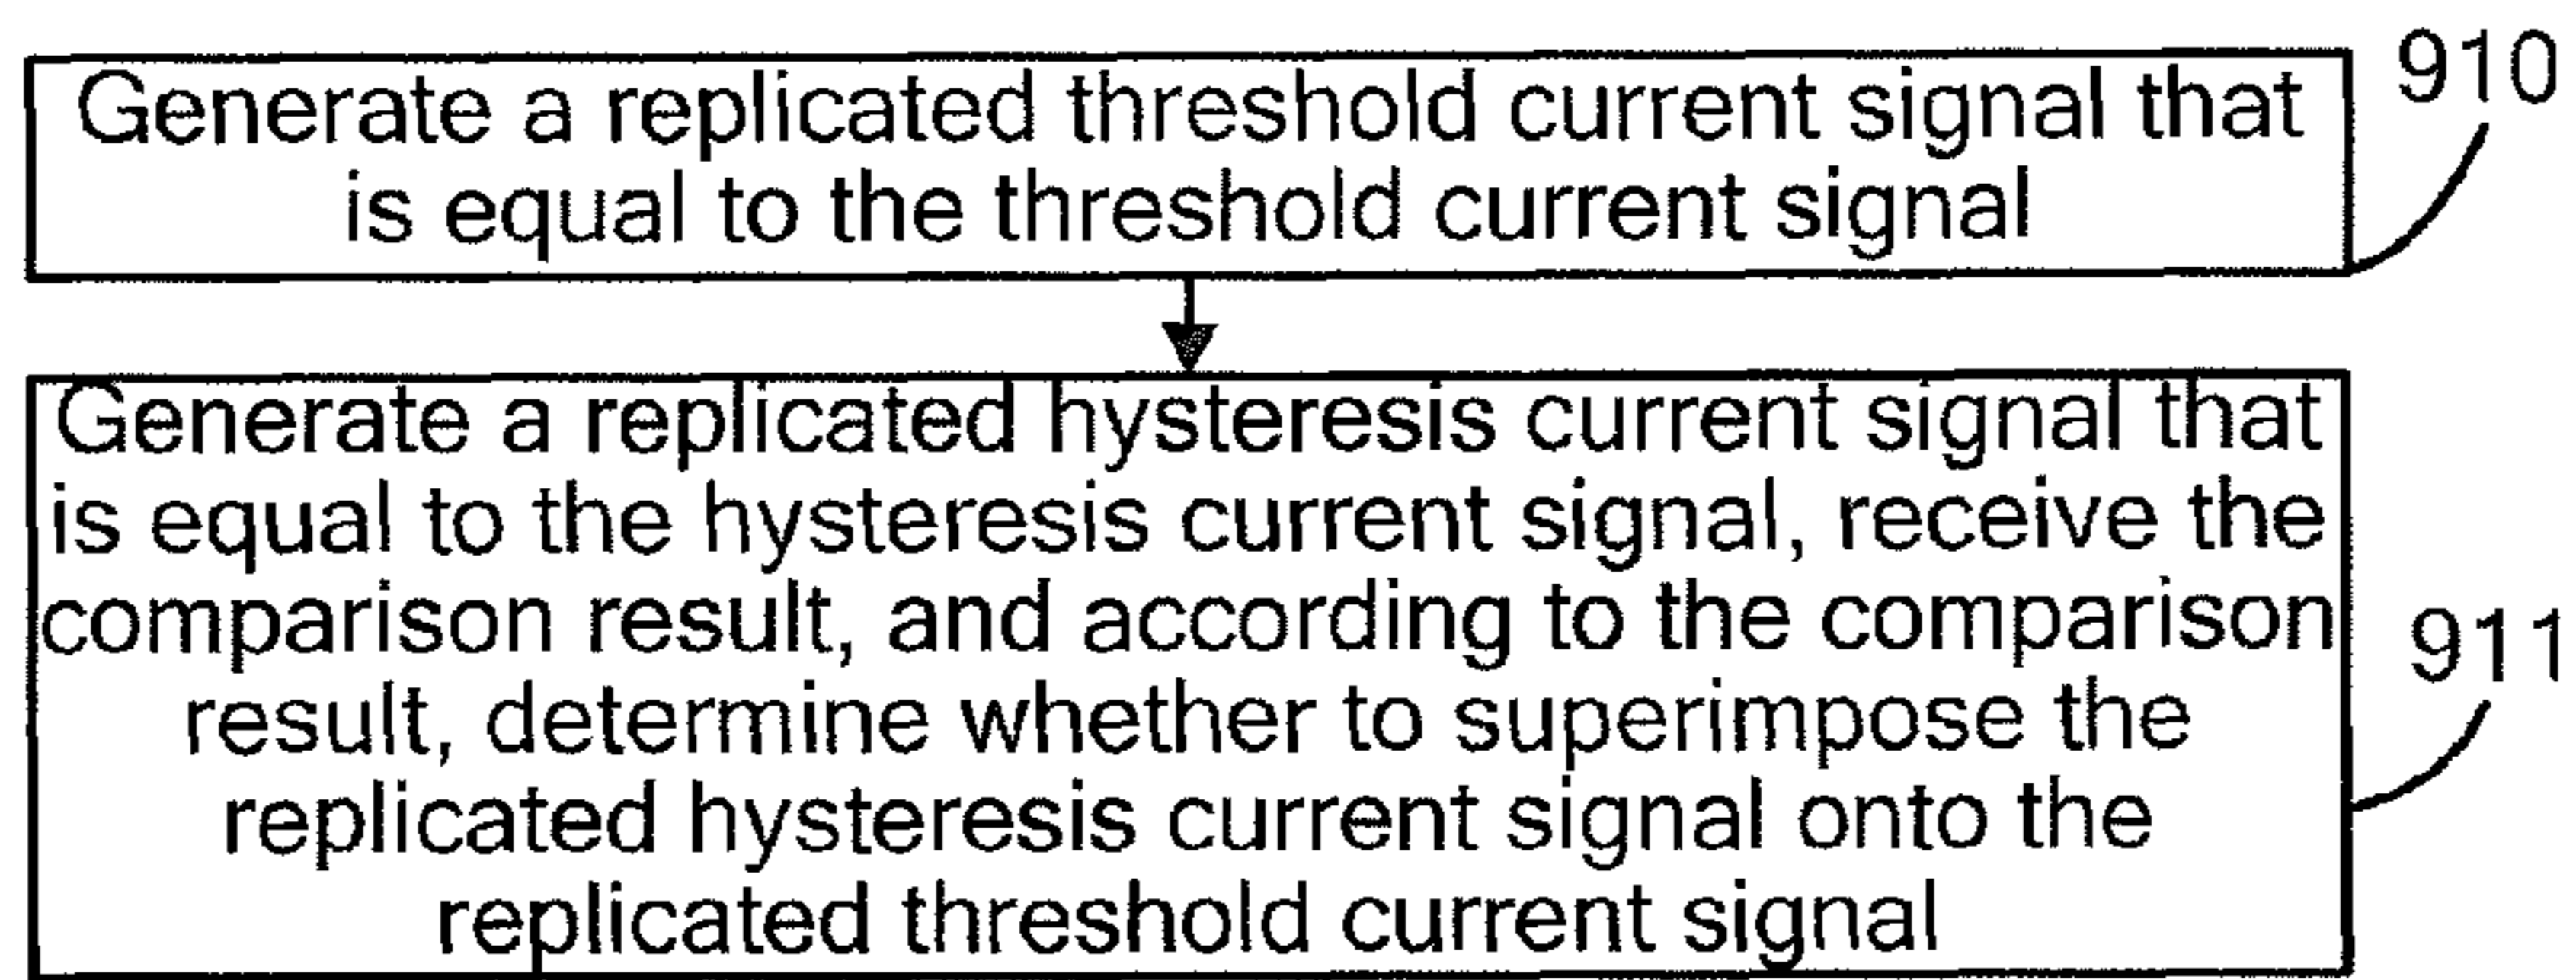 910
Generate a replicated threshold current signal that
is equal to the threshold current signal
Generate a replicated hysteresis current signal that
is equal to the hysteresis current signal, receive the
comparison result, and according to the comparison
result, determine whether to superimpose the
replicated hysteresis current signal onto the
replicated threshold current signal
911